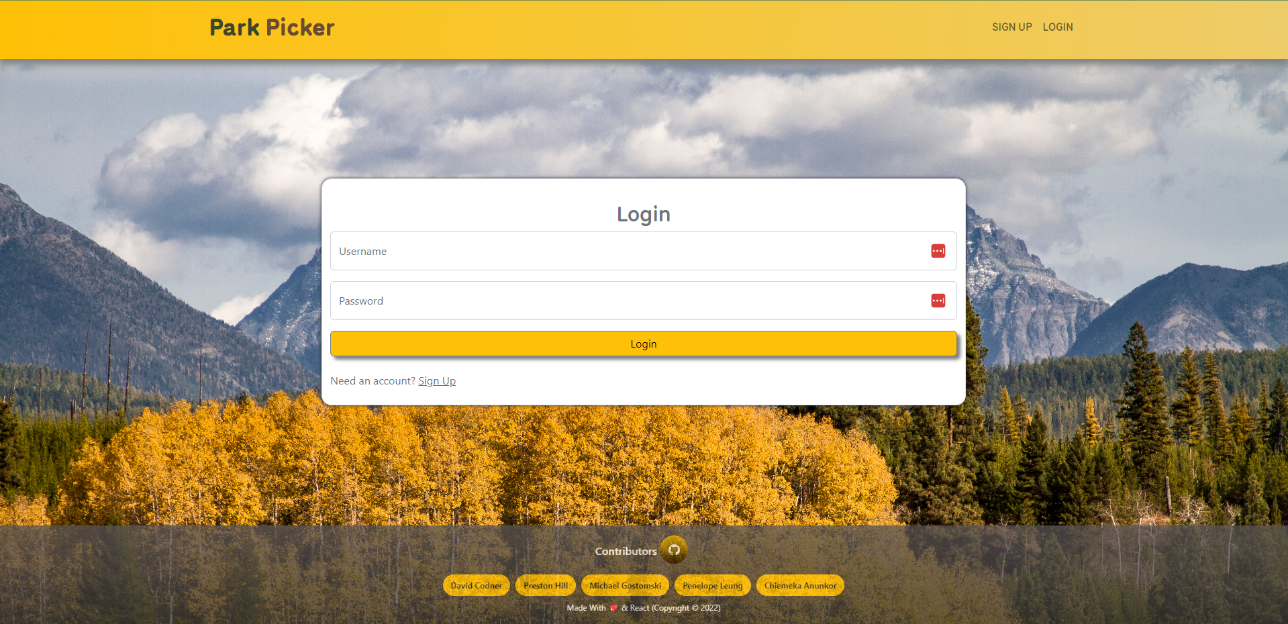 Park Picker
SIGN UP LOGIN
Login
Username
Password
Login
Need an account? Sign Up
Contributors
David Codner Preston Hill Michael Gostomski Penelope Leung Chiemeka Anunkor
Made With 💖 & React (Copyright © 2022)